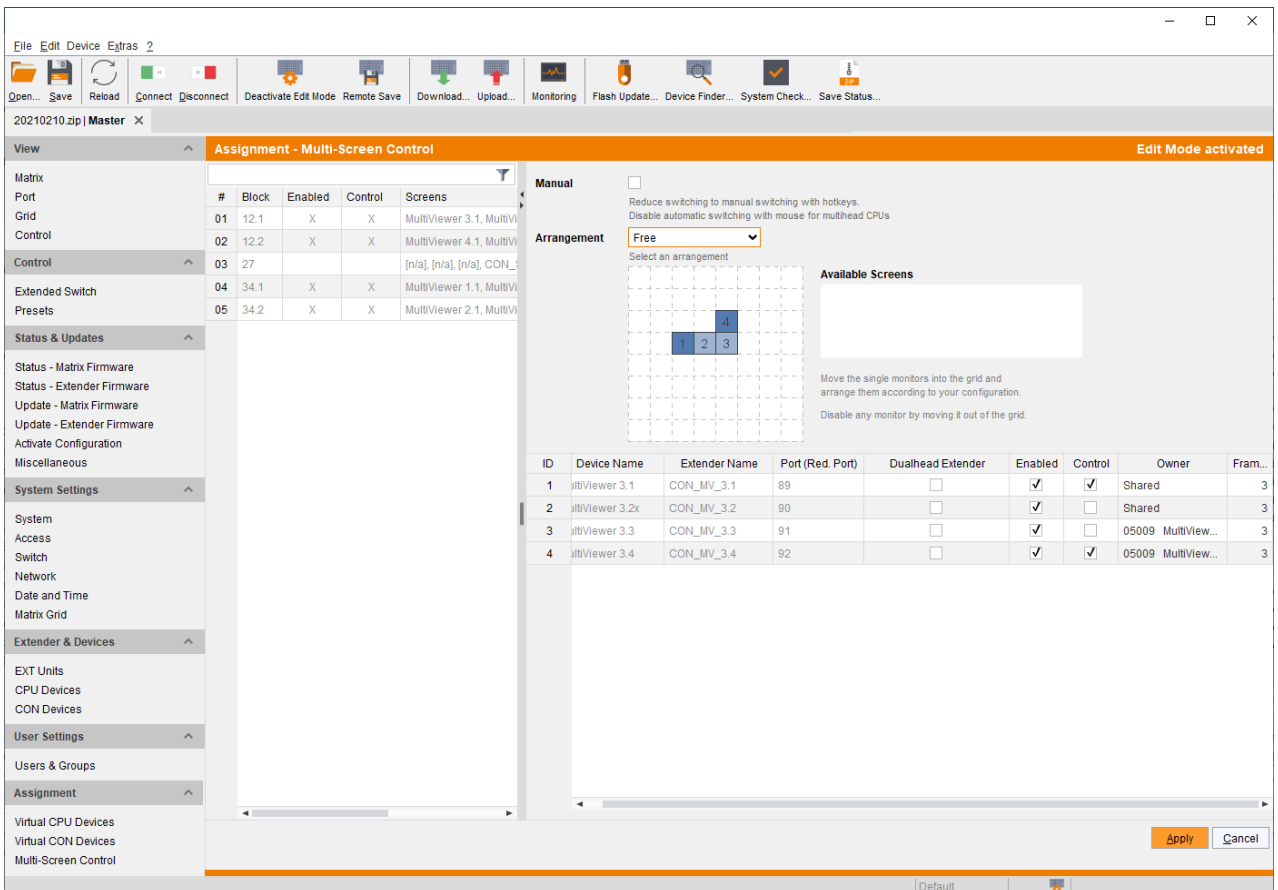 File Edit Device Extras ?
Open... Save Reload Connect Disconnect Deactivate Edit Mode Remote Save Download... Upload... Monitoring Flash Update... Device Finder... System Check... Save Status...
20210210.zip | Master
View
Matrix
Port
Grid
Control
Control
Extended Switch
Presets
Status & Updates
Status - Matrix Firmware
Status - Extender Firmware
Update - Matrix Firmware
Update - Extender Firmware
Activate Configuration
Miscellaneous
System Settings
System
Access
Switch
Network
Date and Time
Matrix Grid
Extender & Devices
EXT Units
CPU Devices
CON Devices
User Settings
Users & Groups
Assignment
Virtual CPU Devices
Virtual CON Devices
Multi-Screen Control
Assignment - Multi-Screen Control Edit Mode activated
# Block Enabled Control Screens
01 12.1 X X MultiViewer 3.1, MultiVi
02 12.2 X X MultiViewer 4.1, MultiVi
03 27 [n/a], [n/a], [n/a], CON_S
04 34.1 X X MultiViewer 1.1, MultiVi
05 34.2 X X MultiViewer 2.1, MultiVi
Manual
Reduce switching to manual switching with hotkeys.
Disable automatic switching with mouse for multihead CPUs
Arrangement Free
Select an arrangement
4
1 2 3
Available Screens
Move the single monitors into the grid and
arrange them according to your configuration.
Disable any monitor by moving it out of the grid.
ID Device Name Extender Name Port (Red. Port) Dualhead Extender Enabled Control Owner Fram...
1 ultiViewer 3.1 CON_MV_3.1 89 Shared 3
2 ultiViewer 3.2x CON_MV_3.2 90 Shared 3
3 ultiViewer 3.3 CON_MV_3.3 91 05009 MultiView... 3
4 ultiViewer 3.4 CON_MV_3.4 92 05009 MultiView... 3
Apply Cancel
Default